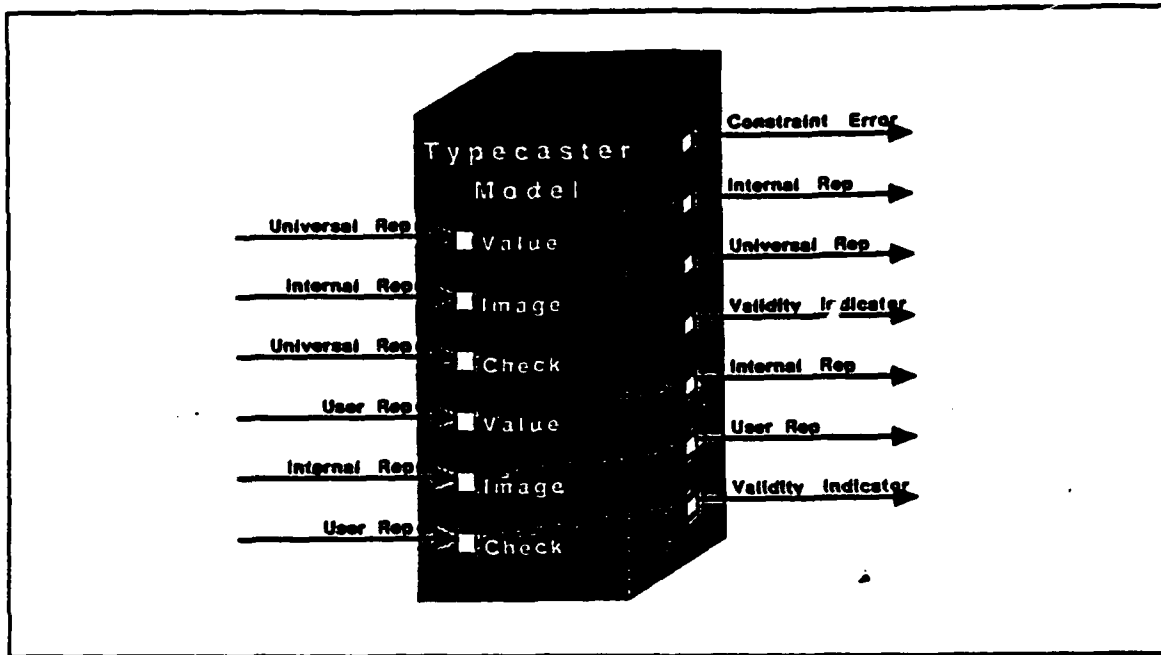 Typecaster
Model
Universal Rep
Value
Internal Rep
Image
Universal Rep
Check
User Rep
Value
Internal Rep
Image
User Rep
Check
Constraint Error
Internal Rep
Universal Rep
Validity Indicator
Internal Rep
User Rep
Validity Indicator